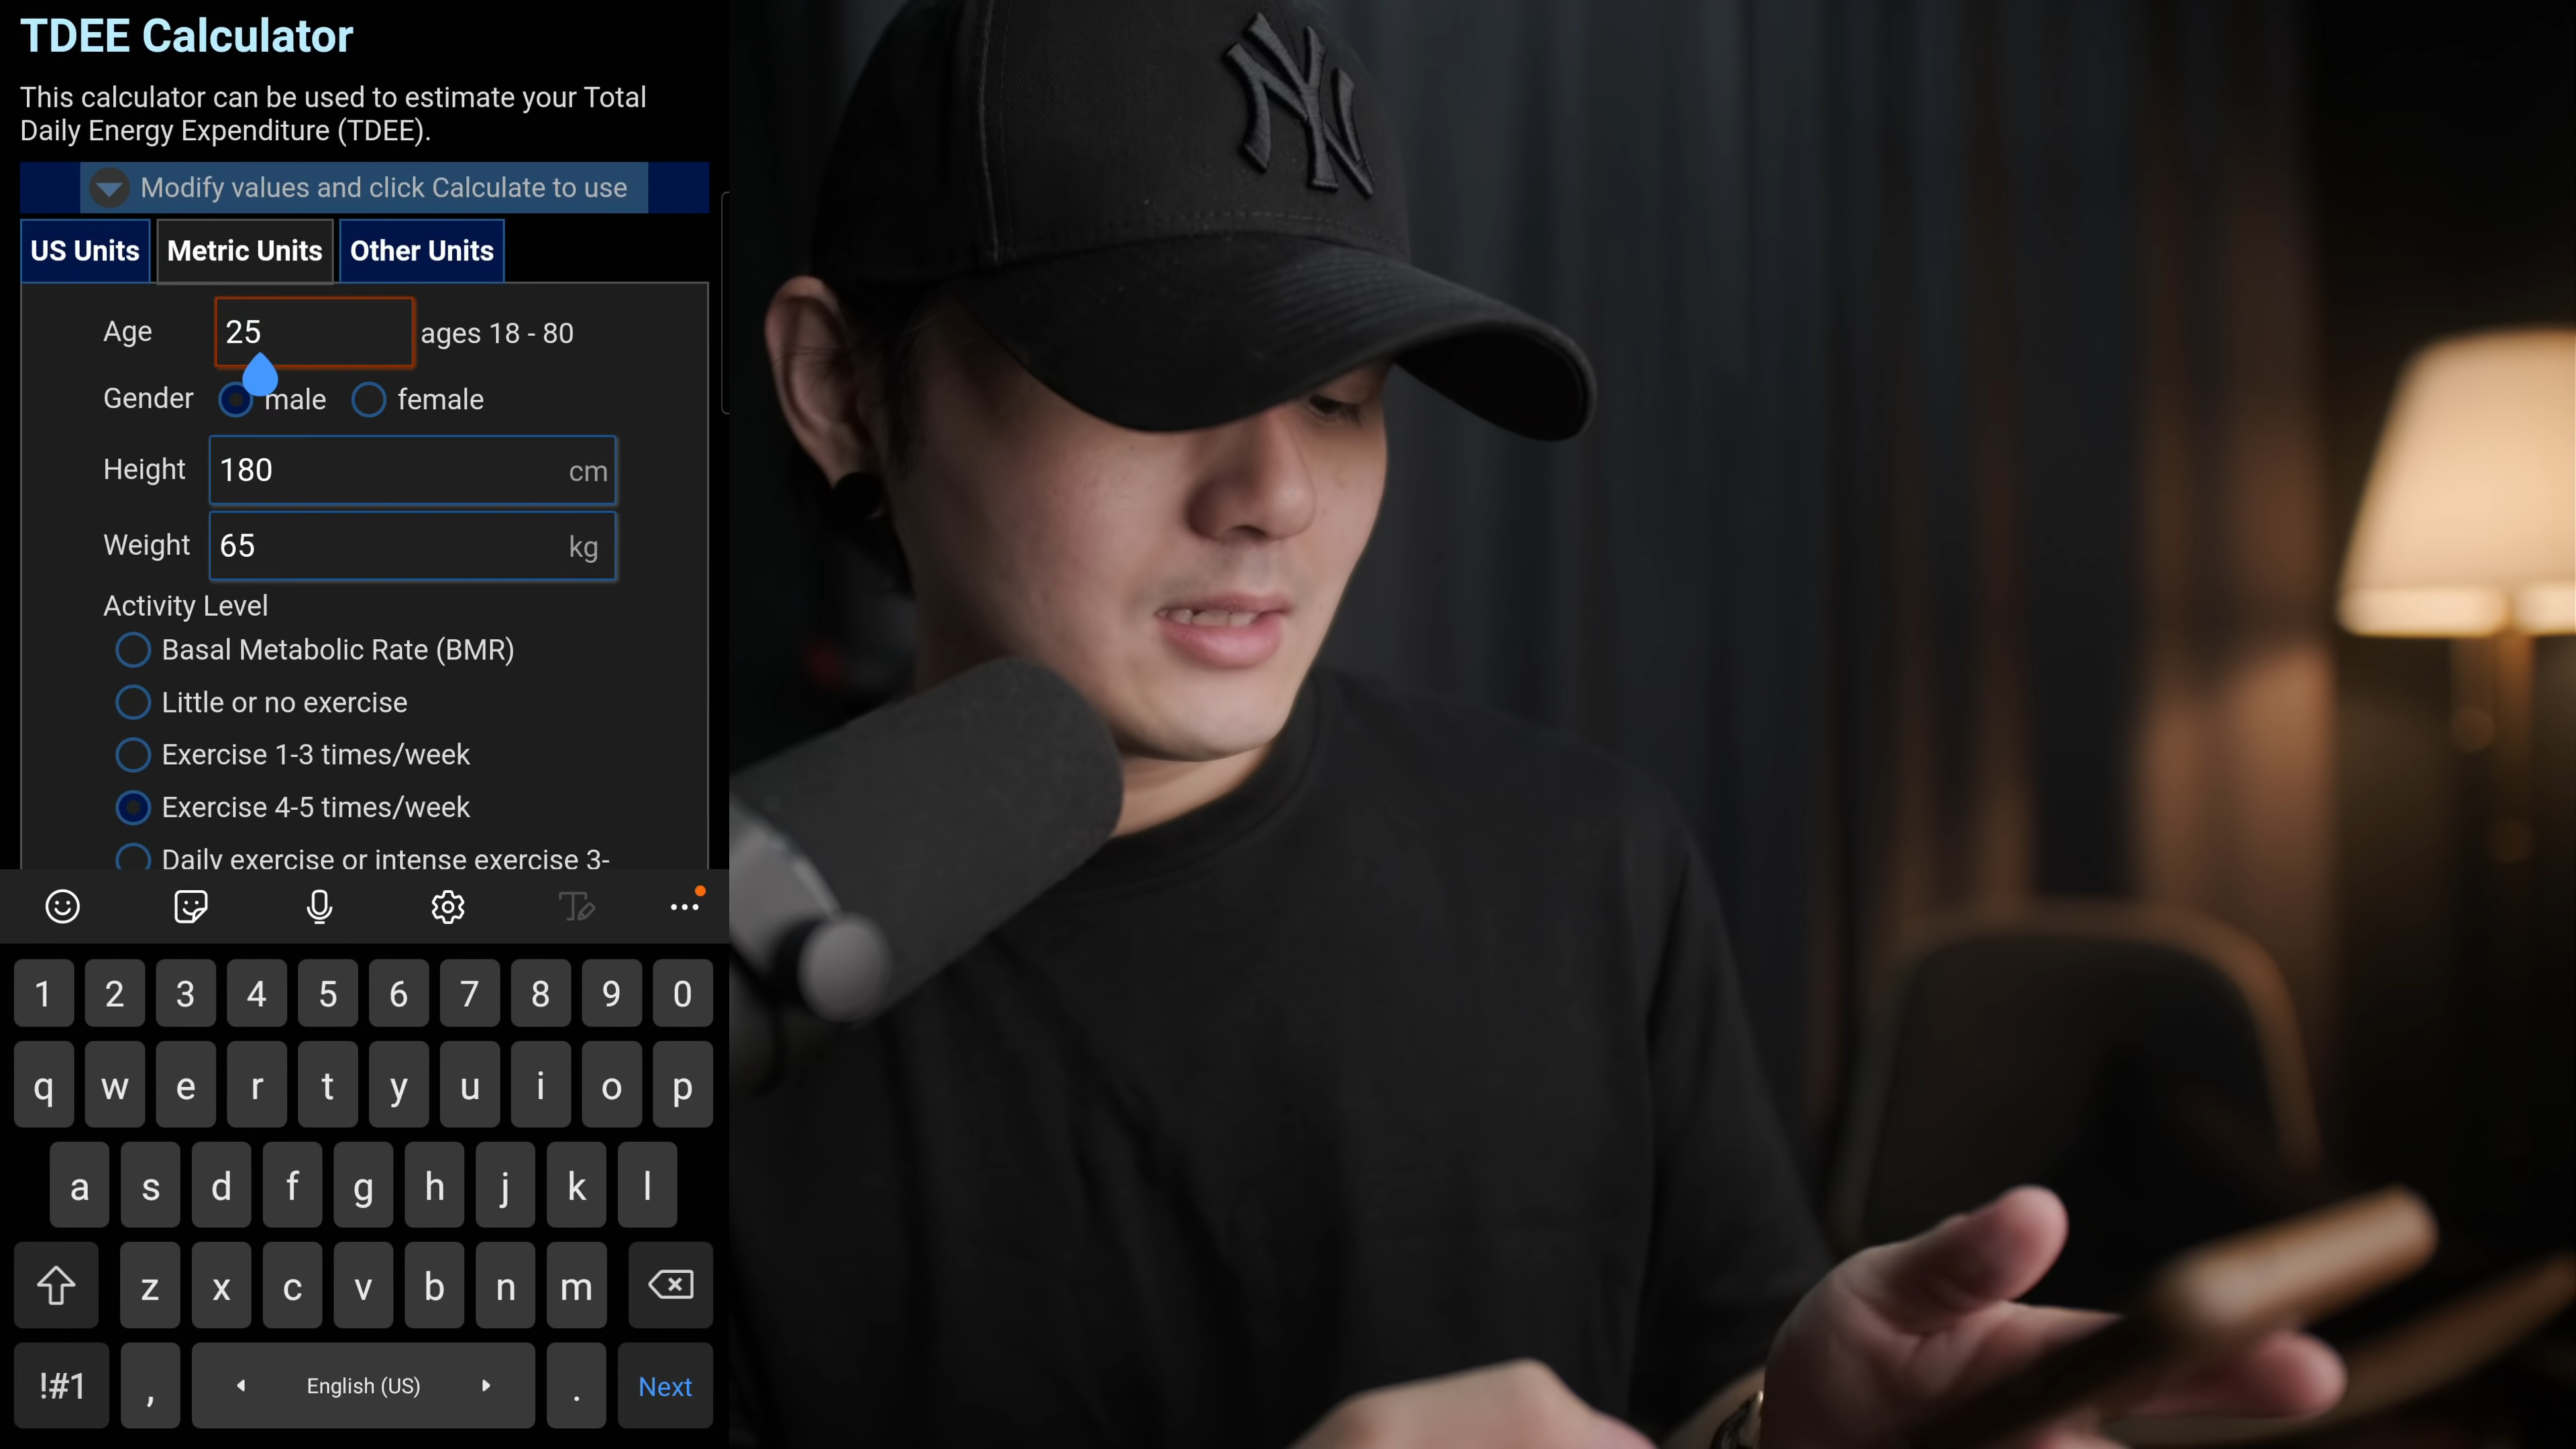 TDEE Calculator
This calculator can be used to estimate your Total
Daily Energy Expenditure (TDEE).
Modify values and click Calculate to use
US Units Metric Units Other Units
Age 25 ages 18 - 80
Gender male female
Height 180 cm
Weight 65 kg
Activity Level
Basal Metabolic Rate (BMR)
Little or no exercise
Exercise 1-3 times/week
Exercise 4-5 times/week
Daily exercise or intense exercise 3-
1 2 3 4 5 6 7 8 9 0
q w e r t y u i o p
a s d f g h j k l
z x c v b n m
!#1 , English (US) . Next
NY